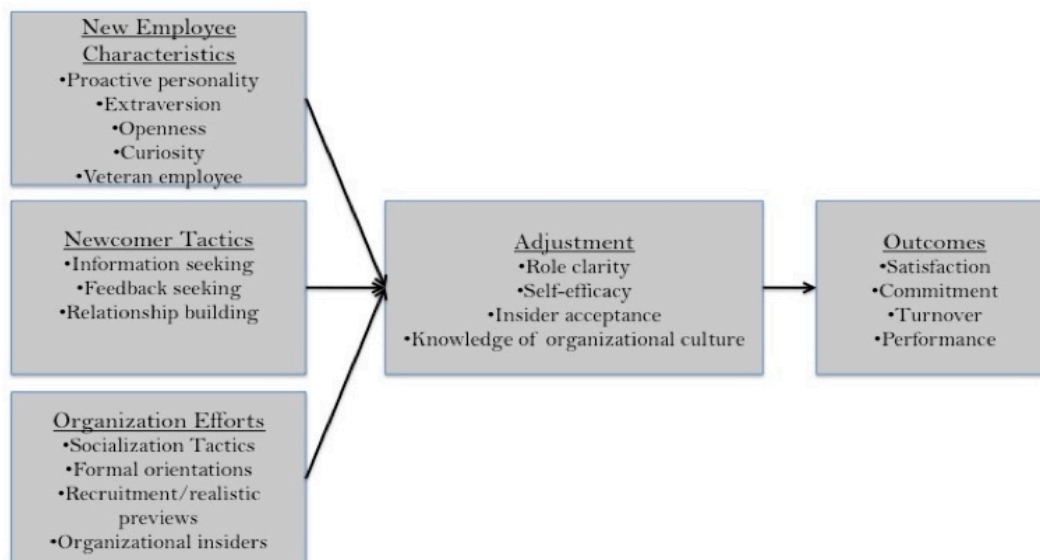 New Employee
Characteristics
•Proactive personality
•Extraversion
•Openness
•Curiosity
•Veteran employee
Newcomer Tactics
•Information seeking
•Feedback seeking
•Relationship building
Organization Efforts
•Socialization Tactics
•Formal orientations
•Recruitment/realistic
previews
•Organizational insiders
Adjustment
•Role clarity
•Self-efficacy
•Insider acceptance
•Knowledge of organizational culture
Outcomes
•Satisfaction
•Commitment
•Turnover
•Performance